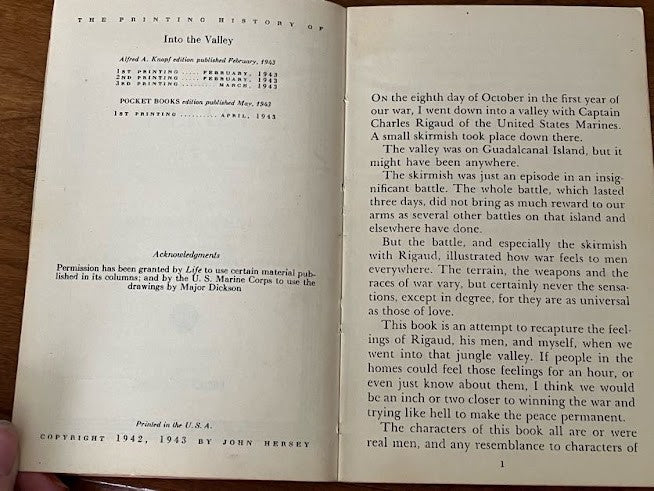 THE PRINTING HISTORY OF
Into the Valley
Alfred A. Knopf edition published February, 1943
1ST PRINTING ..... FEBRUARY, 1943
2ND PRINTING ..... FEBRUARY, 1943
3RD PRINTING ........ MARCH, 1943
POCKET BOOKS edition published May, 1943
1ST PRINTING ......... APRIL, 1943
Acknowledgments
Permission has been granted by Life to use certain material pub-
lished in its columns; and by the U. S. Marine Corps to use the
drawings by Major Dickson
Printed in the U. S. A.
COPYRIGHT 1942, 1943 BY JOHN HERSEY
ON the eighth day of October in the first year of
our war, I went down into a valley with Captain
Charles Rigaud of the United States Marines.
A small skirmish took place down there.
The valley was on Guadalcanal Island, but it
might have been anywhere.
The skirmish was just an episode in an insig-
nificant battle. The whole battle, which lasted
three days, did not bring as much reward to our
arms as several other battles on that island and
elsewhere have done.
But the battle, and especially the skirmish
with Rigaud, illustrated how war feels to men
everywhere. The terrain, the weapons and the
races of war vary, but certainly never the sensa-
tions, except in degree, for they are as universal
as those of love.
This book is an attempt to recapture the feel-
ings of Rigaud, his men, and myself, when we
went into that jungle valley. If people in the
homes could feel those feelings for an hour, or
even just know about them, I think we would
be an inch or two closer to winning the war and
trying like hell to make the peace permanent.
The characters of this book all are or were
real men, and any resemblance to characters of
1